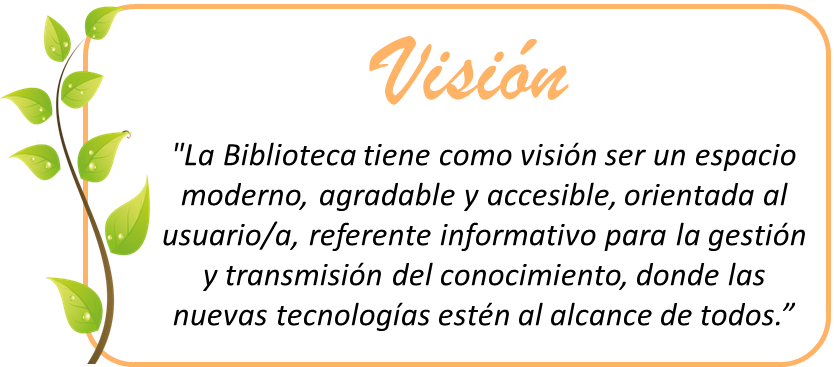 Visión
"La Biblioteca tiene como visión ser un espacio
moderno, agradable y accesible, orientada al
usuario/a, referente informativo para la gestión
y transmisión del conocimiento, donde las
nuevas tecnologías estén al alcance de todos.”